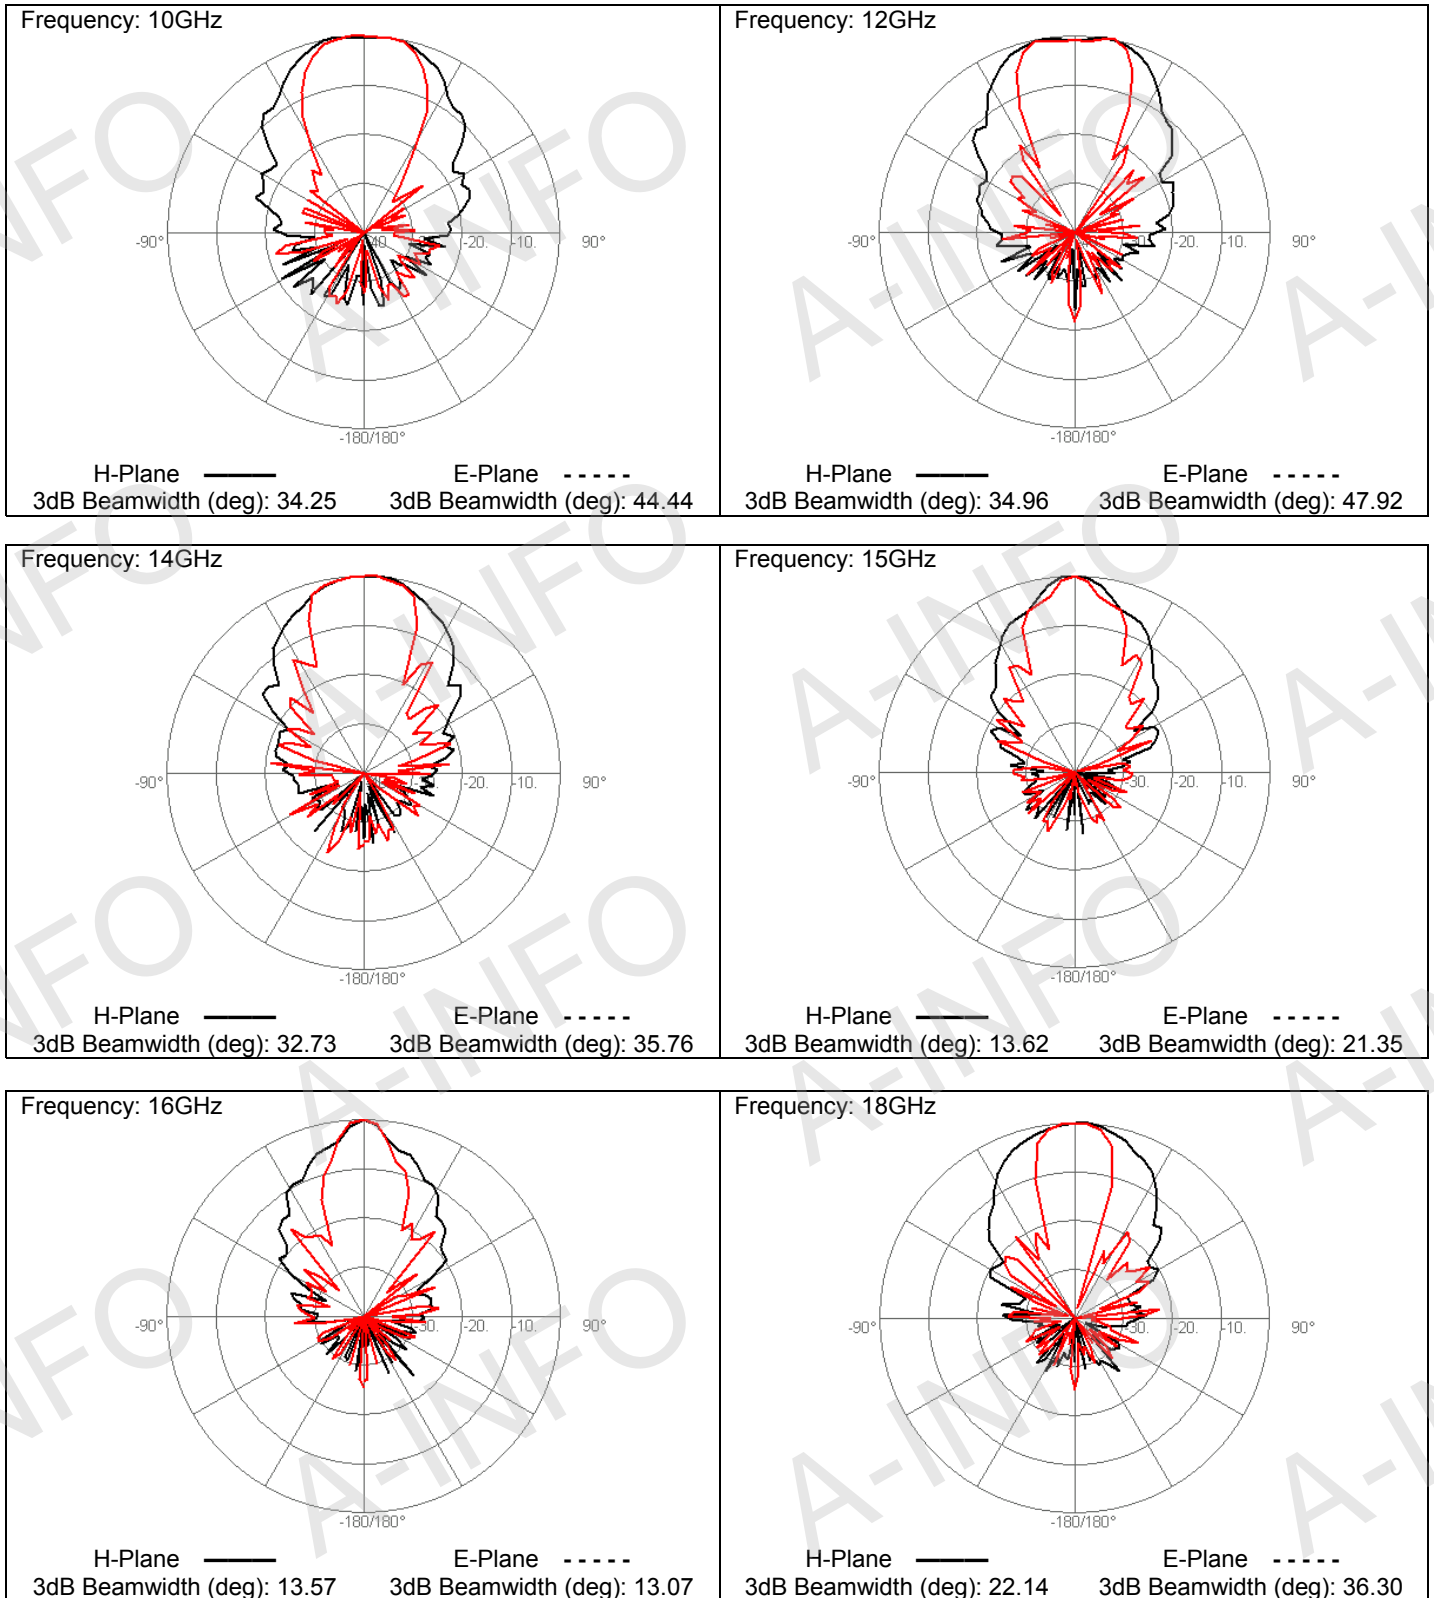 Frequency: 10GHz
-90° -40 -20. -10. 90°
-180/180°
H-Plane E-Plane
3dB Beamwidth (deg): 34.25 3dB Beamwidth (deg): 44.44
Frequency: 12GHz
-90° -20. -10. 90°
-180/180°
H-Plane E-Plane
3dB Beamwidth (deg): 34.96 3dB Beamwidth (deg): 47.92
Frequency: 14GHz
-90° -20. -10. 90°
-180/180°
H-Plane E-Plane
3dB Beamwidth (deg): 32.73 3dB Beamwidth (deg): 35.76
Frequency: 15GHz
-90° -30. -20. -10. 90°
-180/180°
H-Plane E-Plane
3dB Beamwidth (deg): 13.62 3dB Beamwidth (deg): 21.35
Frequency: 16GHz
-90° -30. -20. -10. 90°
-180/180°
H-Plane E-Plane
3dB Beamwidth (deg): 13.57 3dB Beamwidth (deg): 13.07
Frequency: 18GHz
-90° -30. -20. -10. 90°
-180/180°
H-Plane E-Plane
3dB Beamwidth (deg): 22.14 3dB Beamwidth (deg): 36.30
A-INFO
A-INFO
A-INFO
A-INFO
A-INFO
A-INFO